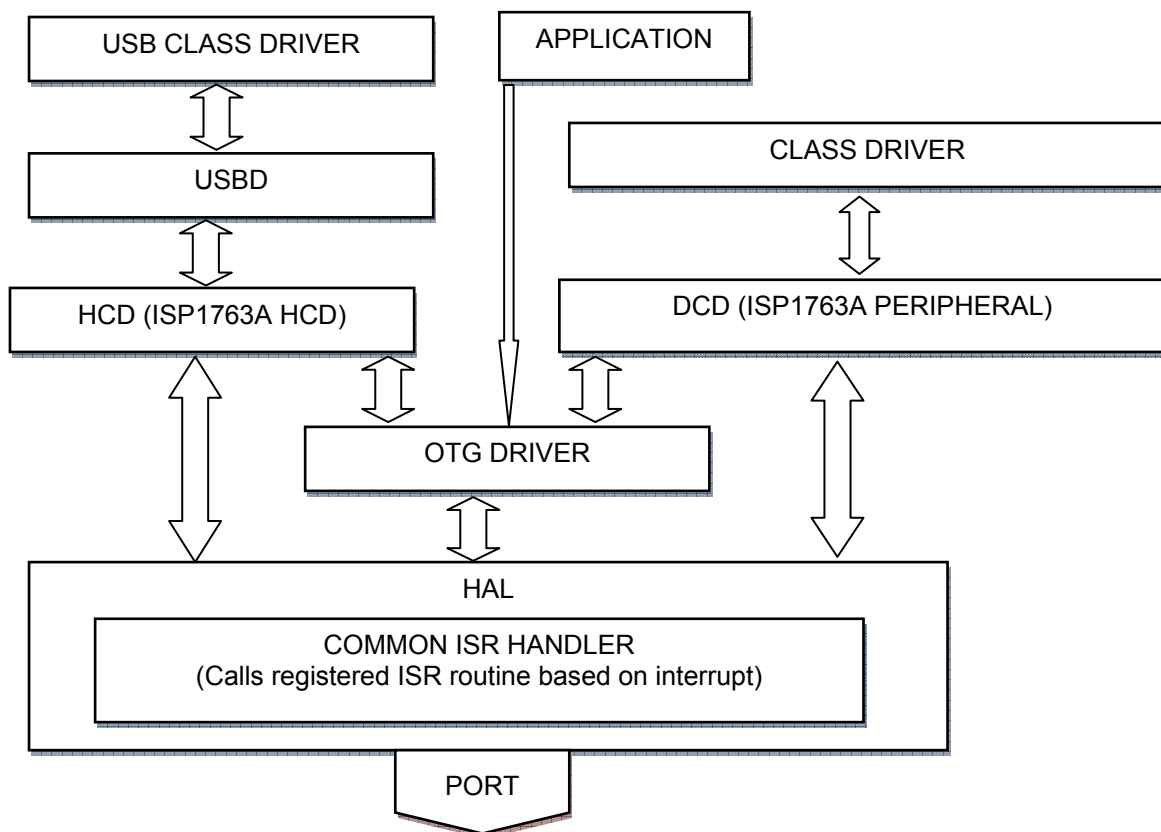 USB CLASS DRIVER
APPLICATION
CLASS DRIVER
USBD
HCD (ISP1763A HCD)
DCD (ISP1763A PERIPHERAL)
OTG DRIVER
HAL
COMMON ISR HANDLER
(Calls registered ISR routine based on interrupt)
PORT